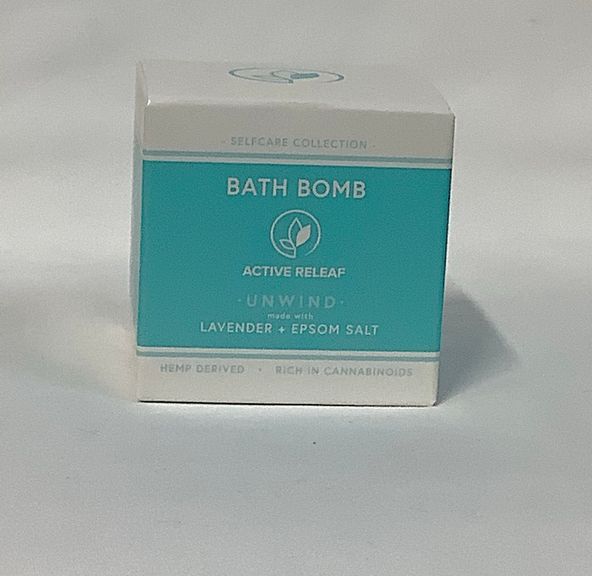 - SELFCARE COLLECTION -
BATH BOMB
ACTIVE RELEAF
·UNWIND·
made with
LAVENDER + EPSOM SALT
HEMP DERIVED • RICH IN CANNABINOIDS